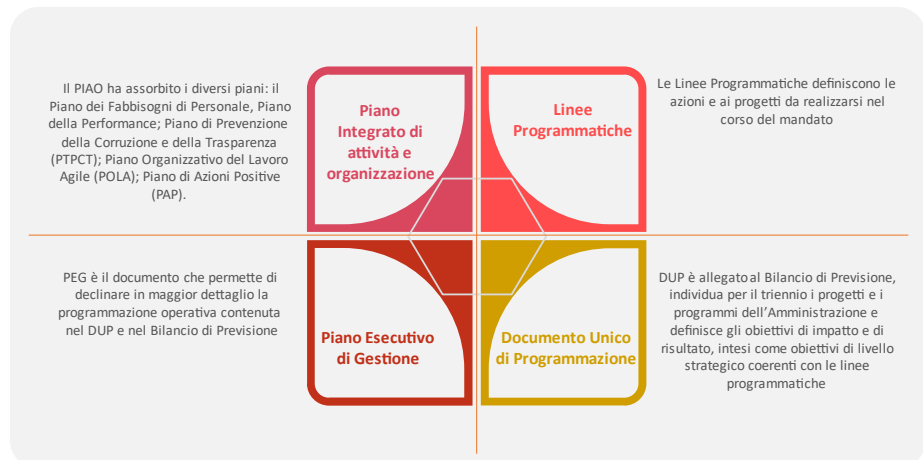 Il PIAO ha assorbito i diversi piani: il
Piano dei Fabbisogni di Personale, Piano
della Performance; Piano di Prevenzione
della Corruzione e della Trasparenza
(PTPCT); Piano Organizzativo del Lavoro
Agile (POLA); Piano di Azioni Positive
(PAP).
Piano
Integrato di
attività e
organizzazione
Linee
Programmatiche
Le Linee Programmatiche definiscono le
azioni e ai progetti da realizzarsi nel
corso del mandato
PEG è il documento che permette di
declinare in maggior dettaglio la
programmazione operativa contenuta
nel DUP e nel Bilancio di Previsione
Piano Esecutivo
di Gestione
Documento Unico
di Programmazione
DUP è allegato al Bilancio di Previsione,
individua per il triennio i progetti e i
programmi dell’Amministrazione e
definisce gli obiettivi di impatto e di
risultato, intesi come obiettivi di livello
strategico coerenti con le linee
programmatiche